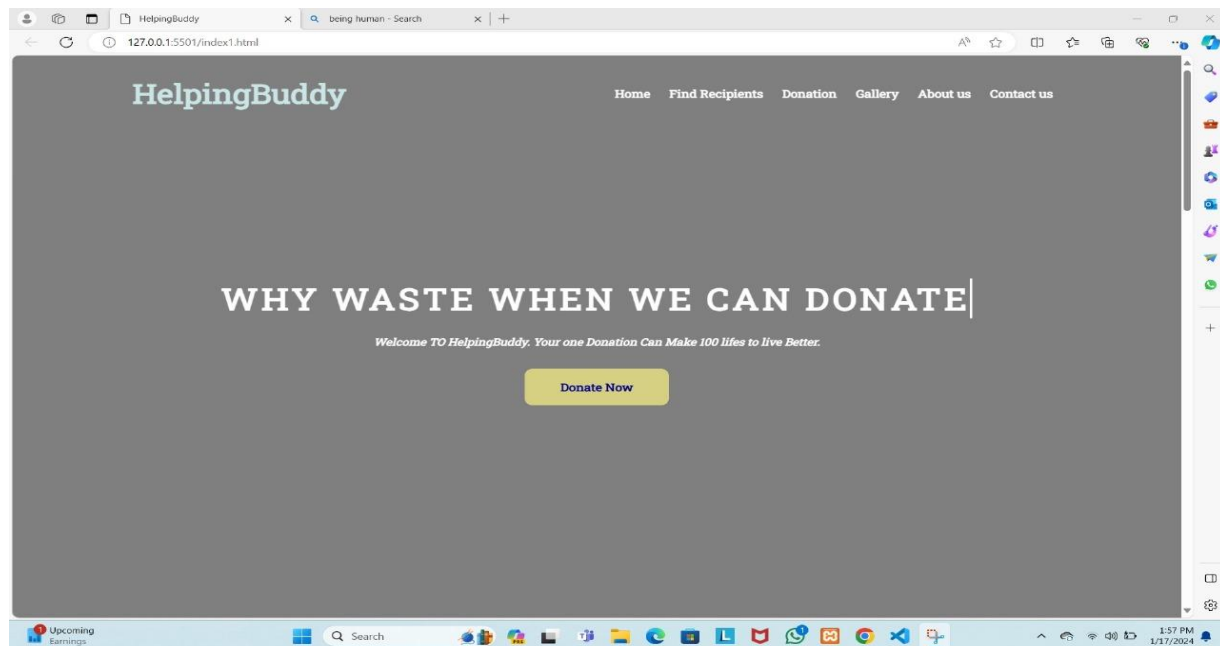 HelpingBuddy
being human - Search
127.0.0.1:5501/index1.html
HelpingBuddy
Home Find Recipients Donation Gallery About us Contact us
WHY WASTE WHEN WE CAN DONATE
Welcome TO HelpingBuddy. Your one Donation Can Make 100 lifes to live Better.
Donate Now
Upcoming
Earnings
Search
1:57 PM
1/17/2024